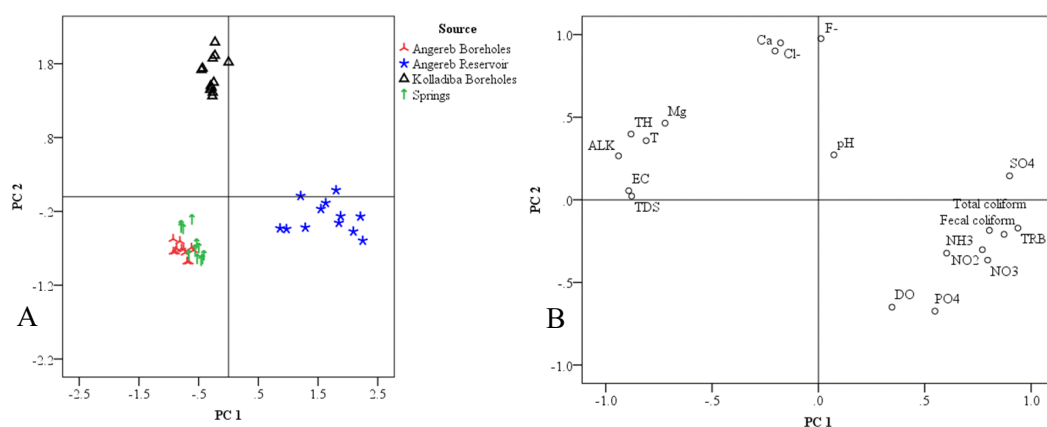 Source
Angereb Boreholes
Angereb Reservoir
Kolladiba Boreholes
Springs
1.8
.8
-.2
-1.2
-2.2
PC 2
-2.5
-1.5
-.5
.5
1.5
2.5
PC 1
A
1.0
0.5
0.0
-0.5
-1.0
PC 2
F-
Ca
Cl-
Mg
TH
T
ALK
pH
EC
TDS
SO4
Total coliform
Fecal coliform
TRB
NH3
NO2
NO3
DO
PO4
-1.0
-.5
.0
0.5
1.0
PC 1
B